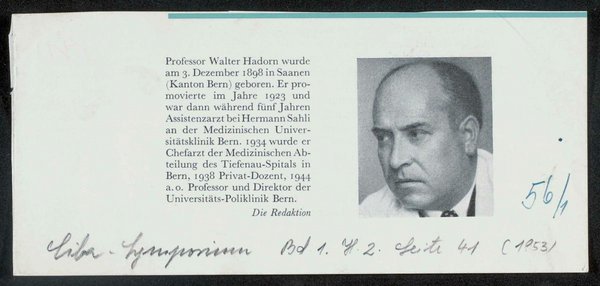 Professor Walter Hadorn wurde
am 3. Dezember 1898 in Saanen
(Kanton Bern) geboren. Er pro-
movierte im Jahre 1923 und
war dann während fünf Jahren
Assistenzarzt bei Hermann Sahli
an der Medizinischen Univer-
sitätsklinik Bern. 1934 wurde er
Chefarzt der Medizinischen Ab-
teilung des Tiefenau-Spitals in
Bern, 1938 Privat-Dozent, 1944
a.o. Professor und Direktor der
Universitäts-Poliklinik Bern.
Die Redaktion
56/1
Ciba-Symposium Bd 1. H. 2. Seite 41 (1953)